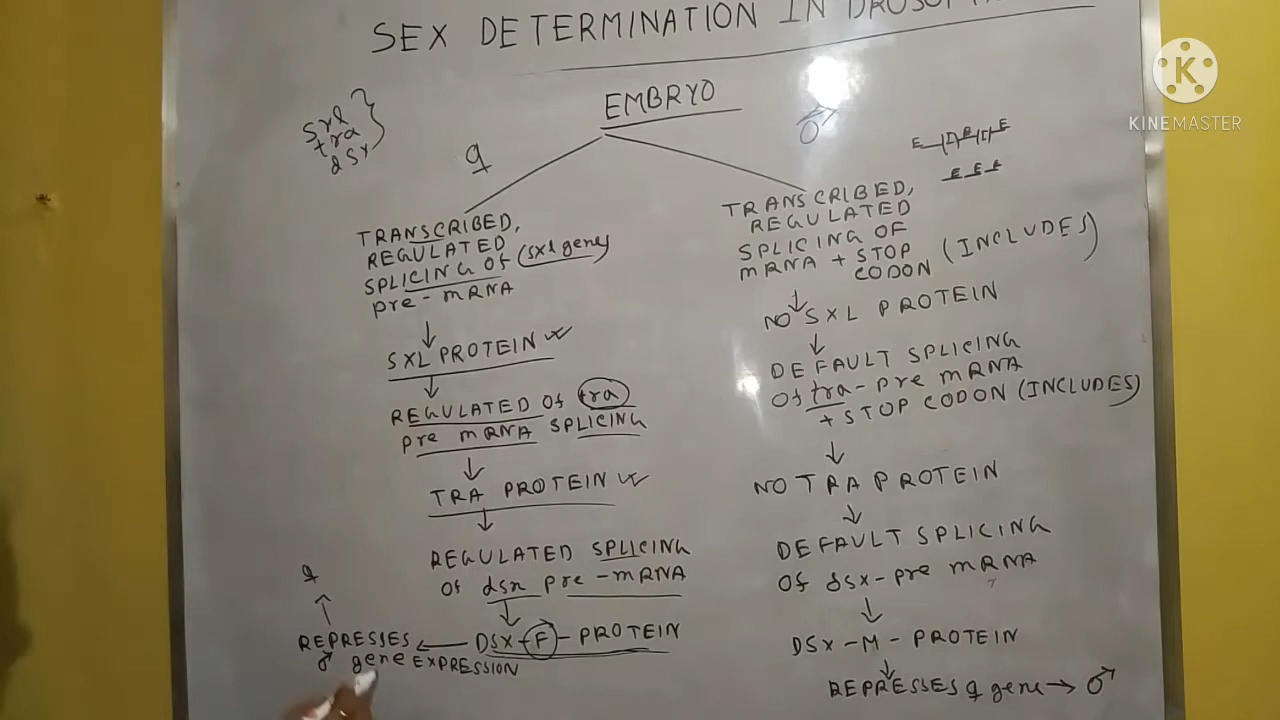 SEX DETERMINATION IN DROSOPH
EMBRYO
sxl
tra
dsx
♀
♂
E I E I E
E E E
TRANSCRIBED,
REGULATED
SPLICING OF (sxl gene)
pre-mRNA
SXL PROTEIN
REGULATED Of tra
pre mRNA SPLICING
TRA PROTEIN
REGULATED SPLICING
Of dsx pre-mRNA
DSX-F-PROTEIN
REPRESSES
♂ gene EXPRESSION
♀
TRANSCRIBED,
REGULATED
SPLICING OF
mRNA + STOP
CODON (INCLUDES)
NO SXL PROTEIN
DEFAULT SPLICING
Of tra-pre mRNA
+ STOP CODON (INCLUDES)
NO TRA PROTEIN
DEFAULT SPLICING
Of dsx-pre mRNA
DSX-M-PROTEIN
REPRESSES ♀ gene → ♂
K
KINEMASTER